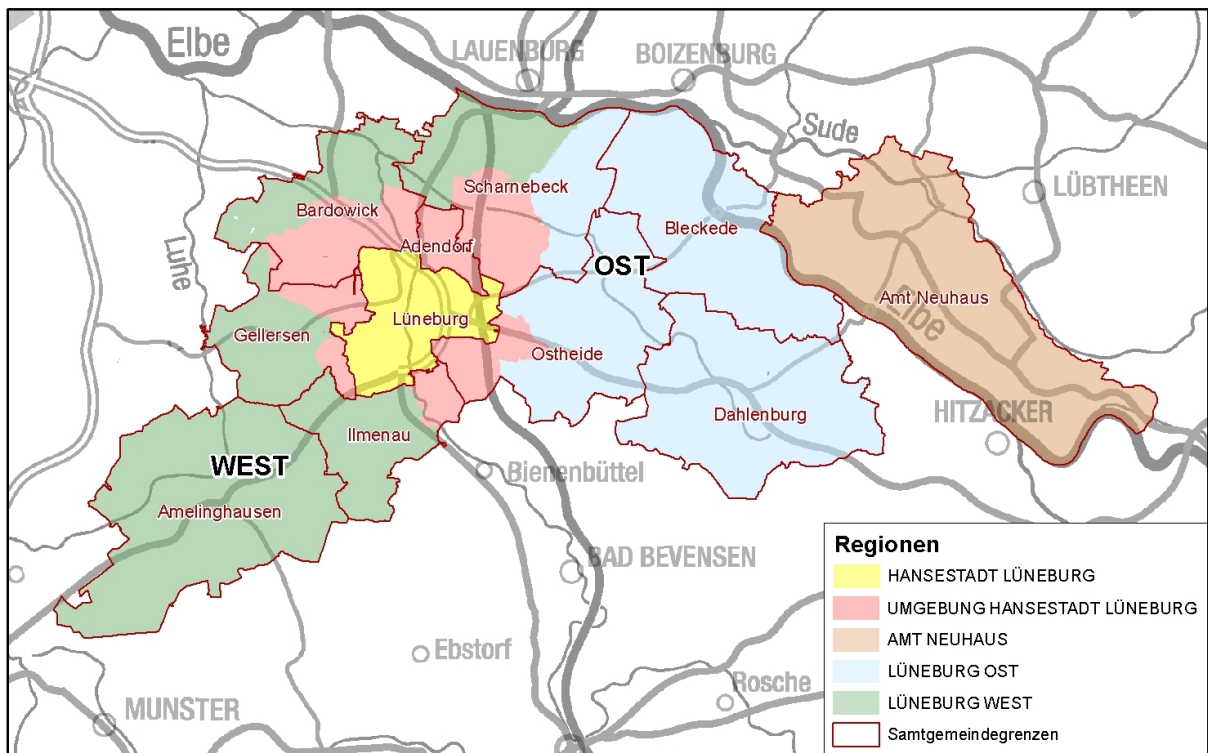 Elbe
LAUENBURG
BOIZENBURG
Sude
LÜBTHEEN
Scharnebeck
Bardowick
Adendorf
Bleckede
Luhe
OST
Amt Neuhaus
Elbe
Lüneburg
Gellersen
Ostheide
Dahlenburg
HITZACKER
Ilmenau
WEST
Bienenbüttel
Amelinghausen
BAD BEVENSEN
Ebstorf
Rosche
MUNSTER
Regionen
HANSESTADT LÜNEBURG
UMGEBUNG HANSESTADT LÜNEBURG
AMT NEUHAUS
LÜNEBURG OST
LÜNEBURG WEST
Samtgemeindegrenzen